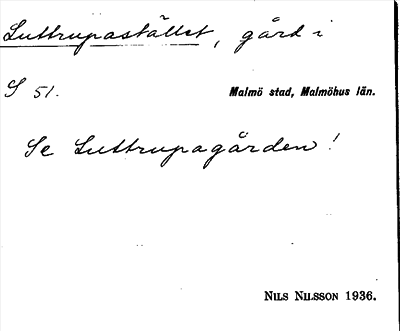 Luttrupastället, gård i
S 51.
Malmö stad, Malmöhus län.
Se Luttrupagården!
Nils Nilsson 1936.